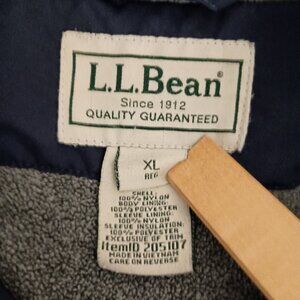 L.L.Bean®
Since 1912
QUALITY GUARANTEED
XL
REG
SHELL:
100% NYLON
BODY LINING:
100% POLYESTER
SLEEVE LINING:
100% NYLON
SLEEVE INSULATION:
100% POLYESTER
EXCLUSIVE OF TRIM
ItemID 205107
MADE IN VIETNAM
CARE ON REVERSE